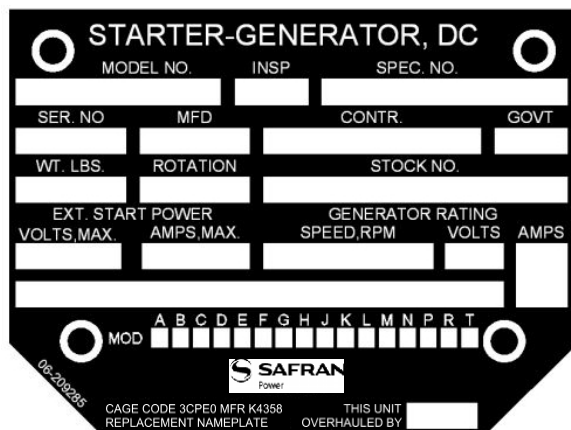 STARTER-GENERATOR, DC
MODEL NO. INSP SPEC. NO.
SER. NO MFD CONTR. GOVT
WT. LBS. ROTATION STOCK NO.
EXT. START POWER GENERATOR RATING
VOLTS,MAX. AMPS,MAX. SPEED,RPM VOLTS AMPS
A B C D E F G H J K L M N P R T
MOD
SAFRAN
Power
06-209285
CAGE CODE 3CPE0 MFR K4358 THIS UNIT
REPLACEMENT NAMEPLATE OVERHAULED BY